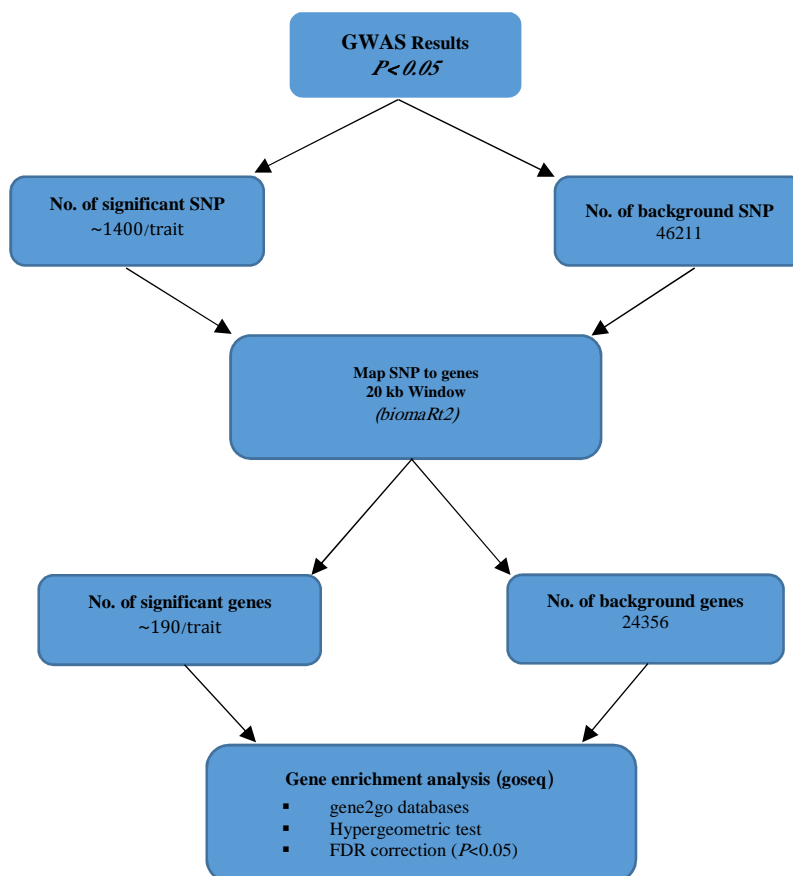 GWAS Results
P< 0.05
No. of significant SNP
~1400/trait
No. of background SNP
46211
Map SNP to genes
20 kb Window
(biomaRt2)
No. of significant genes
~190/trait
No. of background genes
24356
Gene enrichment analysis (goseq)
▪ gene2go databases
▪ Hypergeometric test
▪ FDR correction (P<0.05)